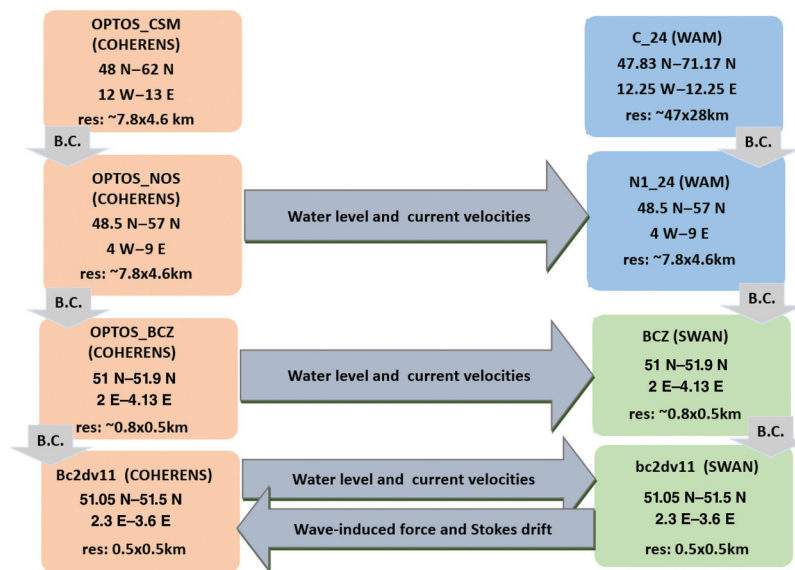 OPTOS_CSM
(COHERENS)
48 N–62 N
12 W–13 E
res: ~7.8x4.6 km
C_24 (WAM)
47.83 N–71.17 N
12.25 W–12.25 E
res: ~47x28km
B.C.
B.C.
OPTOS_NOS
(COHERENS)
48.5 N–57 N
4 W–9 E
res: ~7.8x4.6km
Water level and current velocities
N1_24 (WAM)
48.5 N–57 N
4 W–9 E
res: ~7.8x4.6km
B.C.
B.C.
OPTOS_BCZ
(COHERENS)
51 N–51.9 N
2 E–4.13 E
res: ~0.8x0.5km
Water level and current velocities
BCZ (SWAN)
51 N–51.9 N
2 E–4.13 E
res: ~0.8x0.5km
B.C.
B.C.
Bc2dv11 (COHERENS)
51.05 N–51.5 N
2.3 E–3.6 E
res: 0.5x0.5km
Water level and current velocities
Wave-induced force and Stokes drift
bc2dv11 (SWAN)
51.05 N–51.5 N
2.3 E–3.6 E
res: 0.5x0.5km